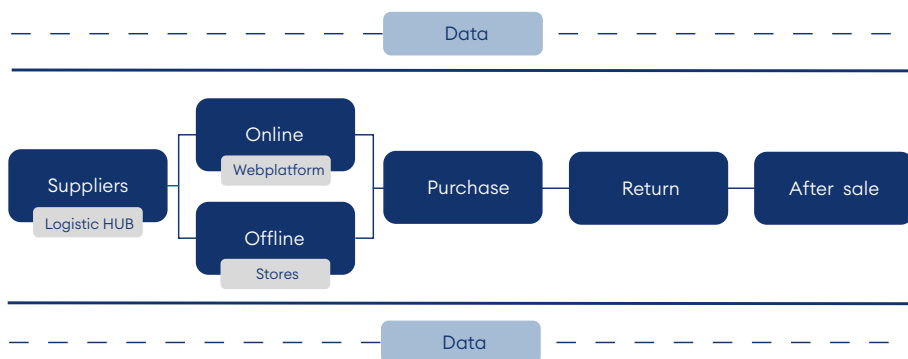 Data
Suppliers
Logistic HUB
Online
Webplatform
Offline
Stores
Purchase
Return
After sale
Data